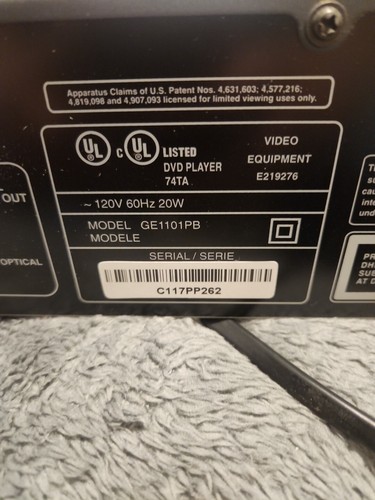 Apparatus Claims of U.S. Patent Nos. 4,631,603; 4,577,216;
4,819,098 and 4,907,093 licensed for limited viewing uses only.
UL c UL LISTED
DVD PLAYER
74TA
VIDEO
EQUIPMENT
E219276
~ 120V 60Hz 20W
MODEL GE1101PB
MODELE
SERIAL / SERIE
C117PP262
OUT
OPTICAL